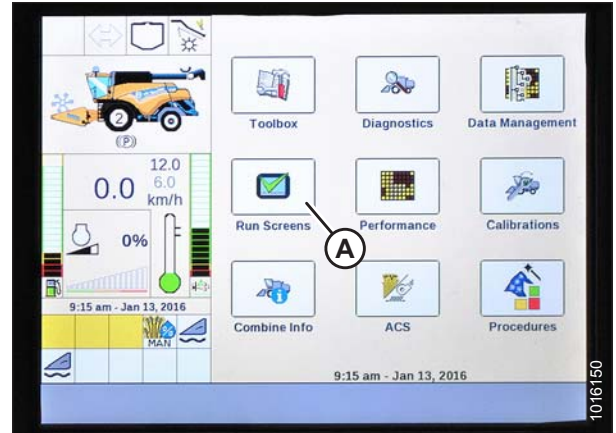 Toolbox
Diagnostics
Data Management
2
(P)
12.0
0.0
6.0
km/h
Run Screens
Performance
Calibrations
A
0%
9:15 am - Jan 13, 2016
MAN
Combine Info
ACS
Procedures
9:15 am - Jan 13, 2016
1016150